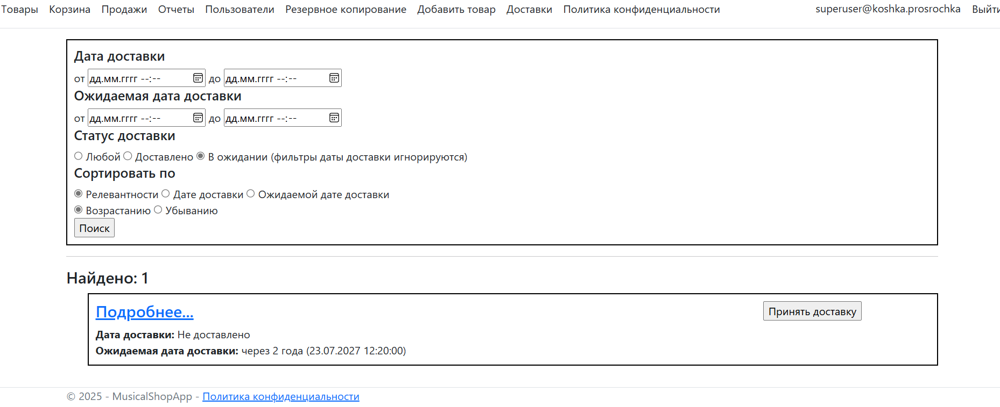 Товары Корзина Продажи Отчеты Пользователи Резервное копирование Добавить товар Доставки Политика конфиденциальности superuser@koshka.prosrochka Выйти
Дата доставки
от дд.мм.гггг --:-- до дд.мм.гггг --:--
Ожидаемая дата доставки
от дд.мм.гггг --:-- до дд.мм.гггг --:--
Статус доставки
Любой Доставлено В ожидании (фильтры даты доставки игнорируются)
Сортировать по
Релевантности Дате доставки Ожидаемой дате доставки
Возрастанию Убыванию
Поиск
Найдено: 1
Подробнее... Принять доставку
Дата доставки: Не доставлено
Ожидаемая дата доставки: через 2 года (23.07.2027 12:20:00)
© 2025 - MusicalShopApp - Политика конфиденциальности